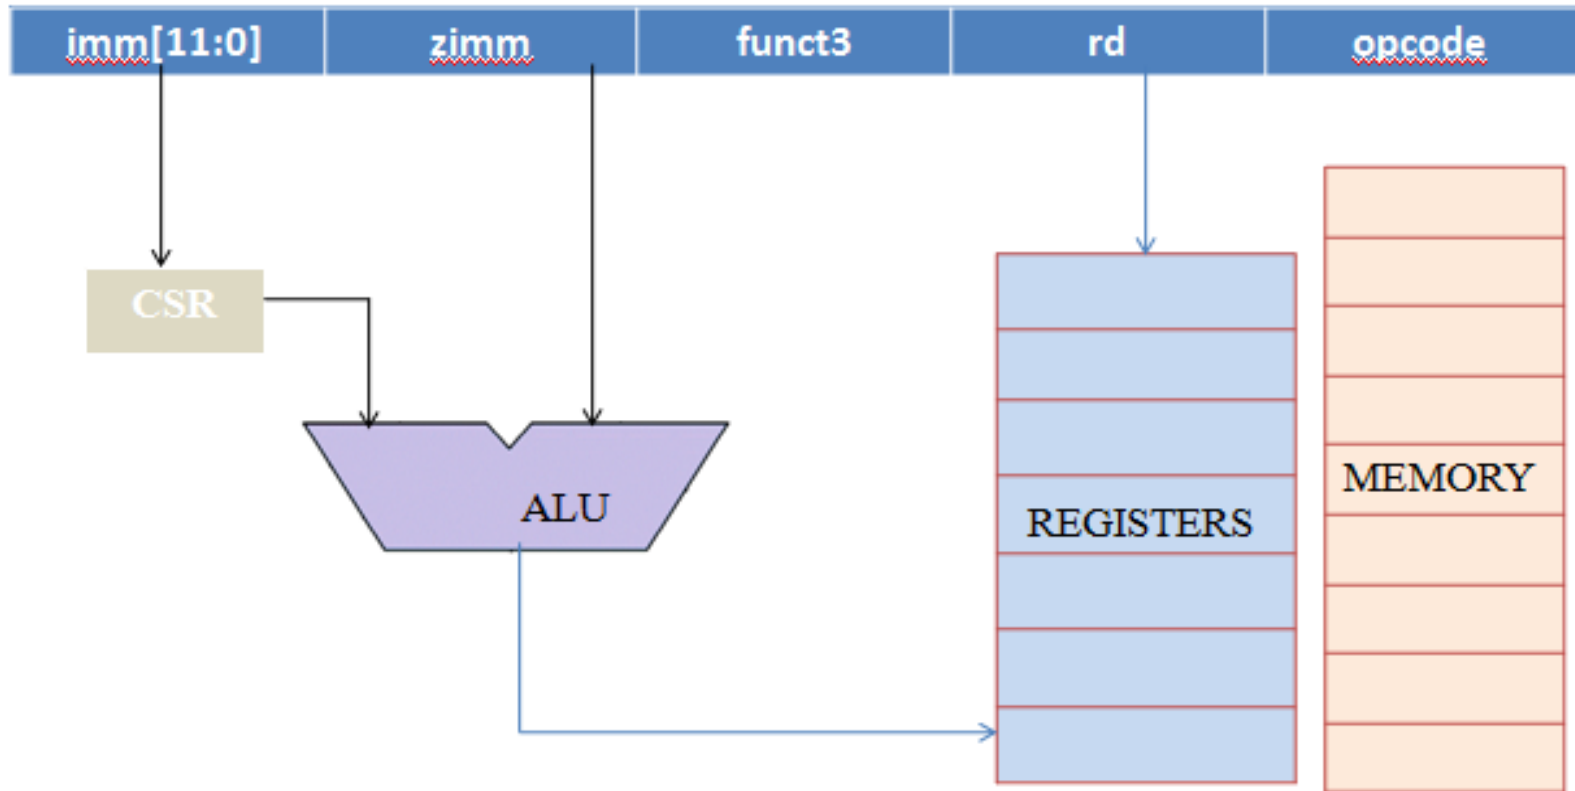 imm[11:0] zimm funct3 rd opcode
CSR
ALU
REGISTERS
MEMORY